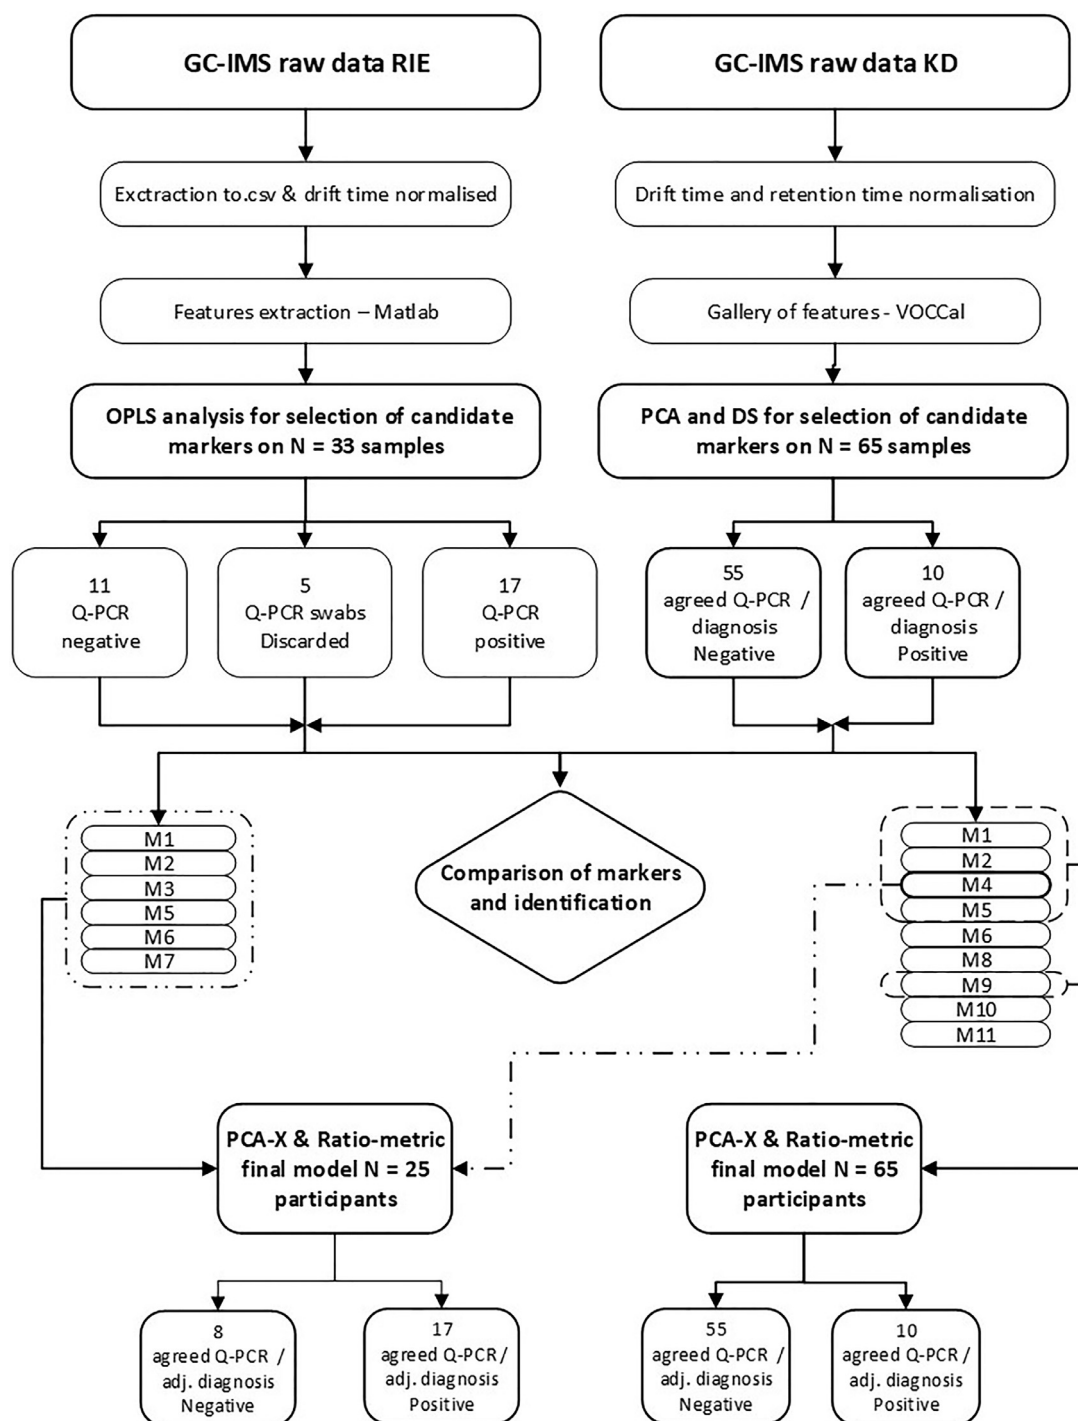 GC-IMS raw data RIE
GC-IMS raw data KD
Exctraction to.csv & drift time normalised
Drift time and retention time normalisation
Features extraction – Matlab
Gallery of features - VOCCal
OPLS analysis for selection of candidate
markers on N = 33 samples
PCA and DS for selection of candidate
markers on N = 65 samples
11
Q-PCR
negative
5
Q-PCR swabs
Discarded
17
Q-PCR
positive
55
agreed Q-PCR /
diagnosis
Negative
10
agreed Q-PCR /
diagnosis
Positive
M1
M2
M3
M5
M6
M7
Comparison of markers
and identification
M1
M2
M4
M5
M6
M8
M9
M10
M11
PCA-X & Ratio-metric
final model N = 25
participants
PCA-X & Ratio-metric
final model N = 65
participants
8
agreed Q-PCR /
adj. diagnosis
Negative
17
agreed Q-PCR /
adj. diagnosis
Positive
55
agreed Q-PCR /
adj. diagnosis
Negative
10
agreed Q-PCR /
adj. diagnosis
Positive